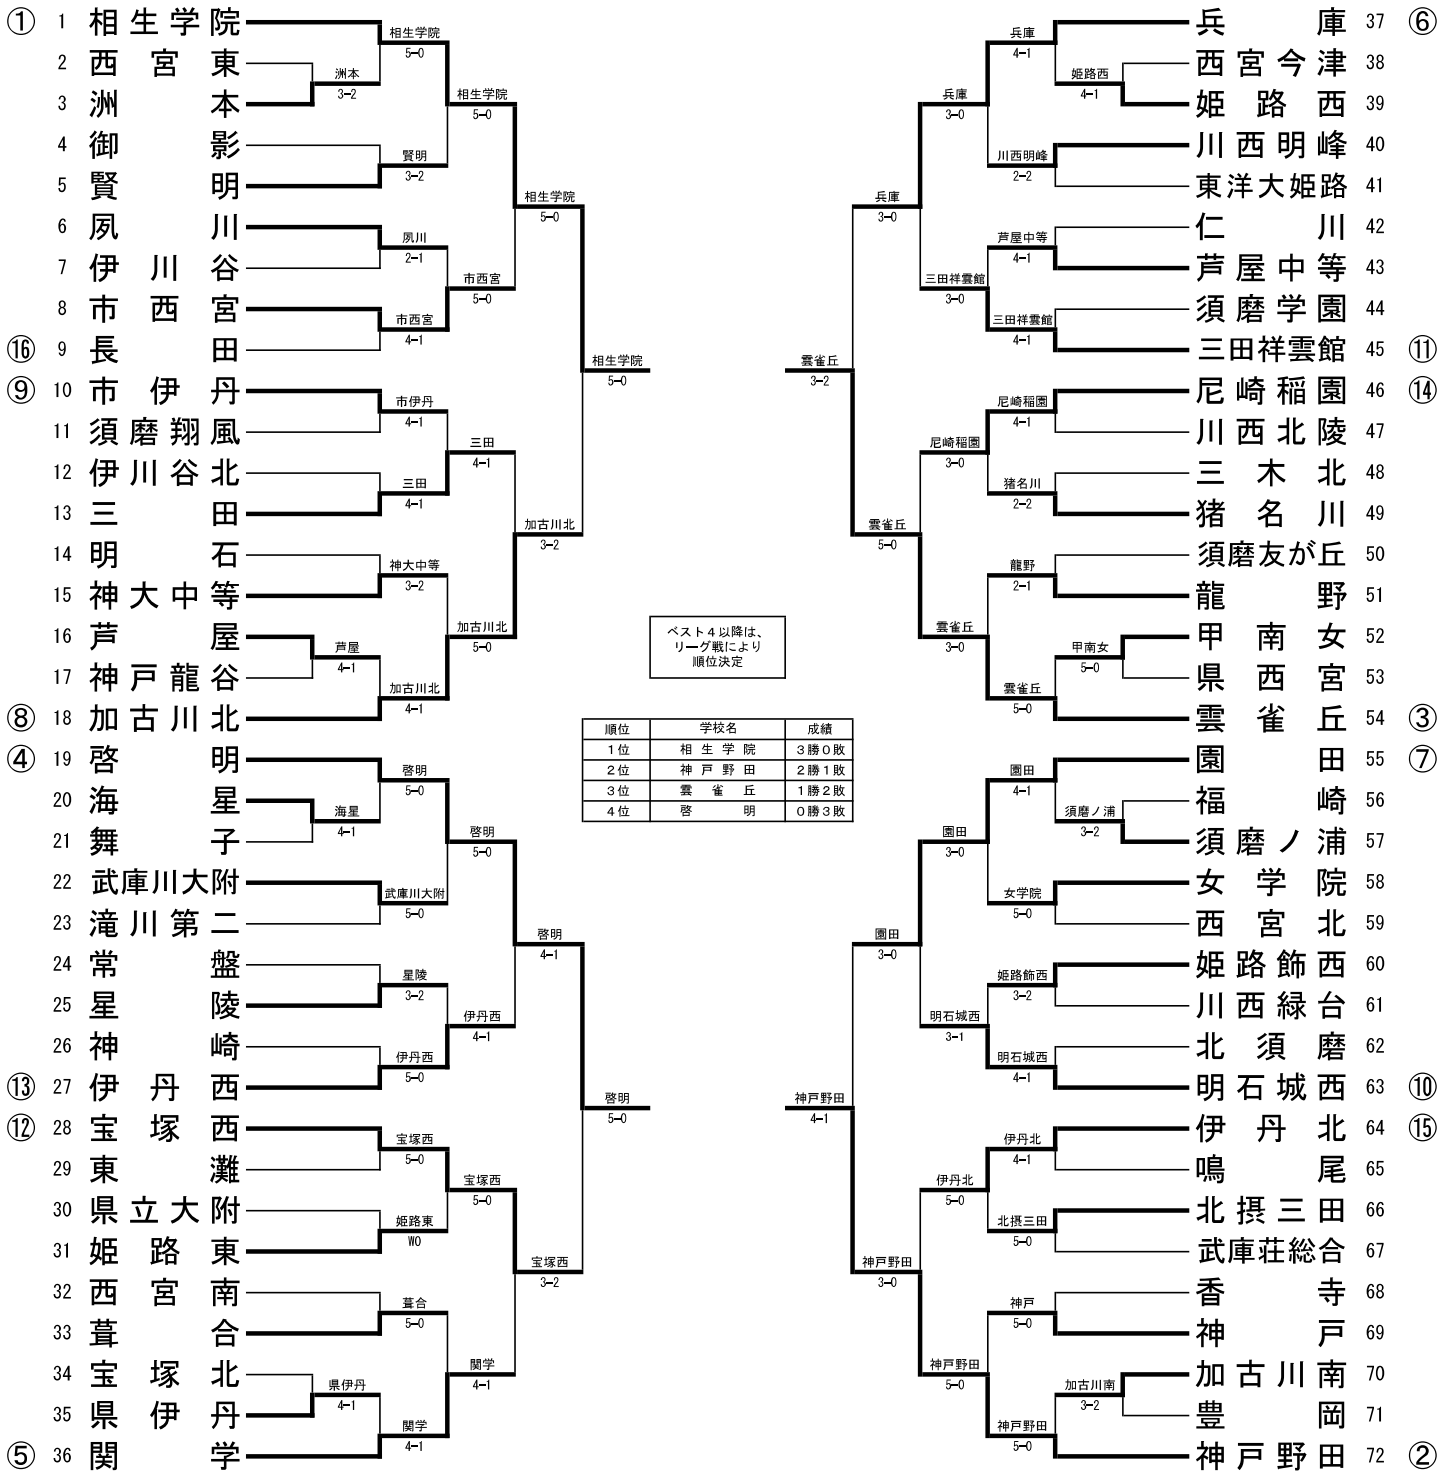 ① 1 相生学院
2 西宮東
3 洲本
4 御影
5 賢明
6 夙川
7 伊川谷
8 市西宮
⑯ 9 長田
⑨ 10 市伊丹
11 須磨翔風
12 伊川谷北
13 三田
14 明石
15 神大中等
16 芦屋
17 神戸龍谷
⑧ 18 加古川北
④ 19 啓明
20 海星
21 舞子
22 武庫川大附
23 滝川第二
24 常盤
25 星陵
26 神崎
⑬ 27 伊丹西
⑫ 28 宝塚西
29 東灘
30 県立大附
31 姫路東
32 西宮南
33 葺合
34 宝塚北
35 県伊丹
⑤ 36 関学
洲本
3-2
芦屋
4-1
海星
4-1
県伊丹
4-1
相生学院
5-0
賢明
3-2
夙川
2-1
市西宮
4-1
市伊丹
4-1
三田
4-1
神大中等
3-2
加古川北
4-1
啓明
5-0
武庫川大附
5-0
星陵
3-2
伊丹西
5-0
宝塚西
5-0
姫路東
WO
葺合
5-0
関学
4-1
相生学院
5-0
市西宮
5-0
三田
4-1
加古川北
5-0
啓明
5-0
伊丹西
4-1
宝塚西
5-0
関学
4-1
相生学院
5-0
加古川北
3-2
啓明
4-1
宝塚西
3-2
相生学院
5-0
啓明
5-0
ベスト4以降は、
リーグ戦により
順位決定
順位 学校名 成績
1位 相生学院 3勝0敗
2位 神戸野田 2勝1敗
3位 雲雀丘 1勝2敗
4位 啓明 0勝3敗
雲雀丘
3-2
神戸野田
4-1
兵庫
3-0
雲雀丘
5-0
園田
3-0
神戸野田
3-0
兵庫
3-0
三田祥雲館
3-0
尼崎稲園
3-0
雲雀丘
3-0
園田
3-0
明石城西
3-1
伊丹北
5-0
神戸野田
5-0
兵庫
4-1
川西明峰
2-2
芦屋中等
4-1
三田祥雲館
4-1
尼崎稲園
4-1
猪名川
2-2
龍野
2-1
雲雀丘
5-0
園田
4-1
女学院
5-0
姫路飾西
3-2
明石城西
4-1
伊丹北
4-1
北摂三田
5-0
神戸
5-0
神戸野田
5-0
姫路西
4-1
甲南女
5-0
須磨ノ浦
3-2
加古川南
3-2
兵庫 37 ⑥
西宮今津 38
姫路西 39
川西明峰 40
東洋大姫路 41
仁川 42
芦屋中等 43
須磨学園 44
三田祥雲館 45 ⑪
尼崎稲園 46 ⑭
川西北陵 47
三木北 48
猪名川 49
須磨友が丘 50
龍野 51
甲南女 52
県西宮 53
雲雀丘 54 ③
園田 55 ⑦
福崎 56
須磨ノ浦 57
女学院 58
西宮北 59
姫路飾西 60
川西緑台 61
北須磨 62
明石城西 63 ⑩
伊丹北 64 ⑮
鳴尾 65
北摂三田 66
武庫荘総合 67
香寺 68
神戸 69
加古川南 70
豊岡 71
神戸野田 72 ②